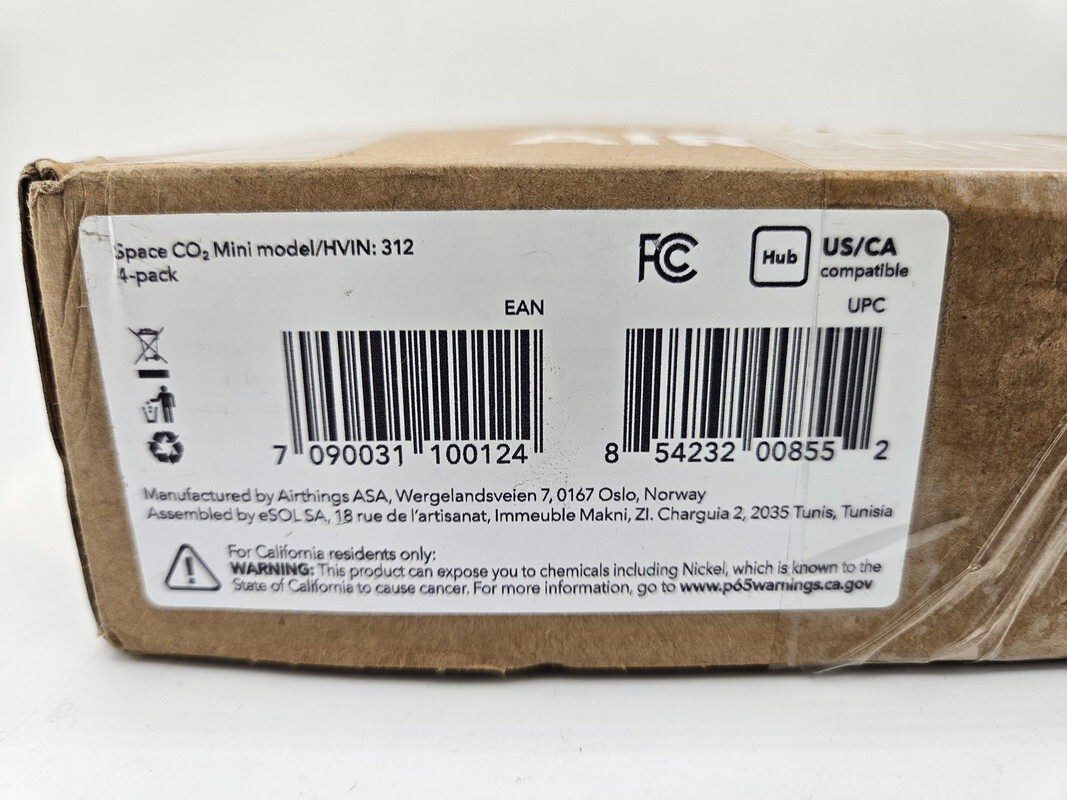 Space CO₂ Mini model/HVIN: 312
4-pack
FC
Hub
US/CA
compatible
EAN
UPC
7 090031 100124
8 54232 00855 2
Manufactured by Airthings ASA, Wergelandsveien 7, 0167 Oslo, Norway
Assembled by eSOL SA, 18 rue de l'artisanat, Immeuble Makni, ZI. Charguia 2, 2035 Tunis, Tunisia
For California residents only:
WARNING: This product can expose you to chemicals including Nickel, which is known to the
State of California to cause cancer. For more information, go to www.p65warnings.ca.gov